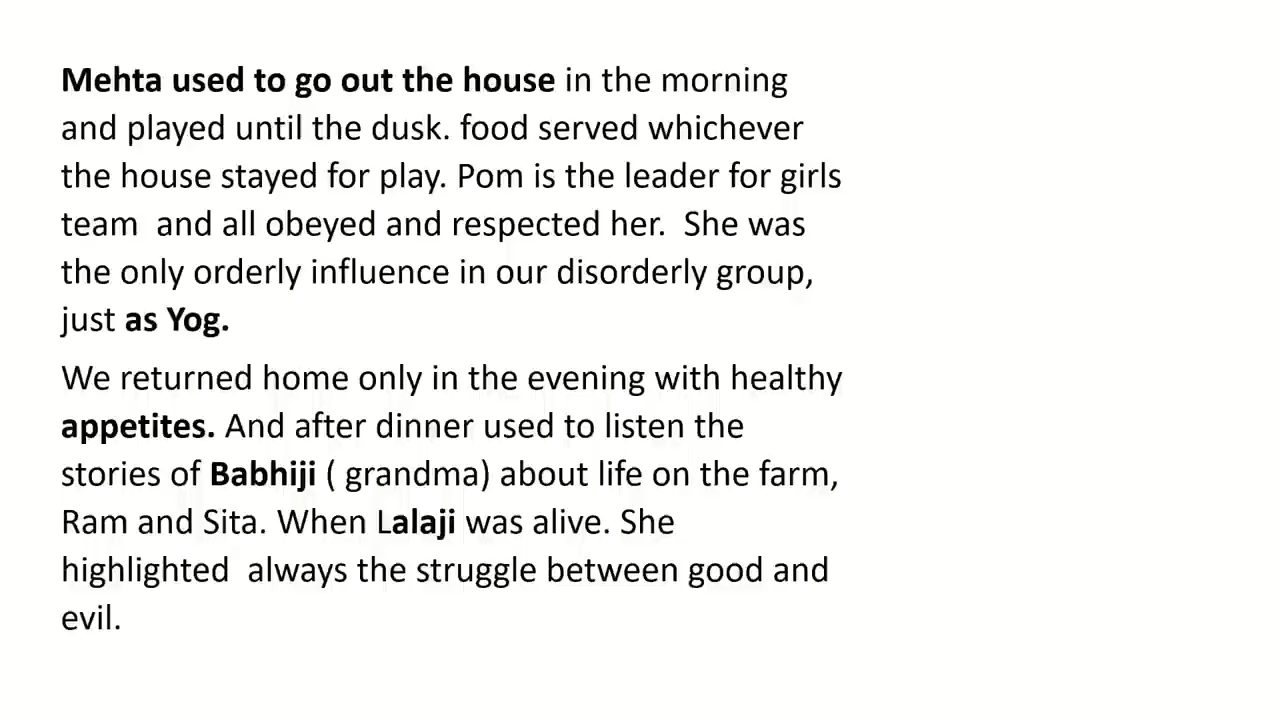 Mehta used to go out the house in the morning
and played until the dusk. food served whichever
the house stayed for play. Pom is the leader for girls
team  and all obeyed and respected her.  She was
the only orderly influence in our disorderly group,
just as Yog.
We returned home only in the evening with healthy
appetites. And after dinner used to listen the
stories of Babhiji ( grandma) about life on the farm,
Ram and Sita. When Lalaji was alive. She
highlighted  always the struggle between good and
evil.